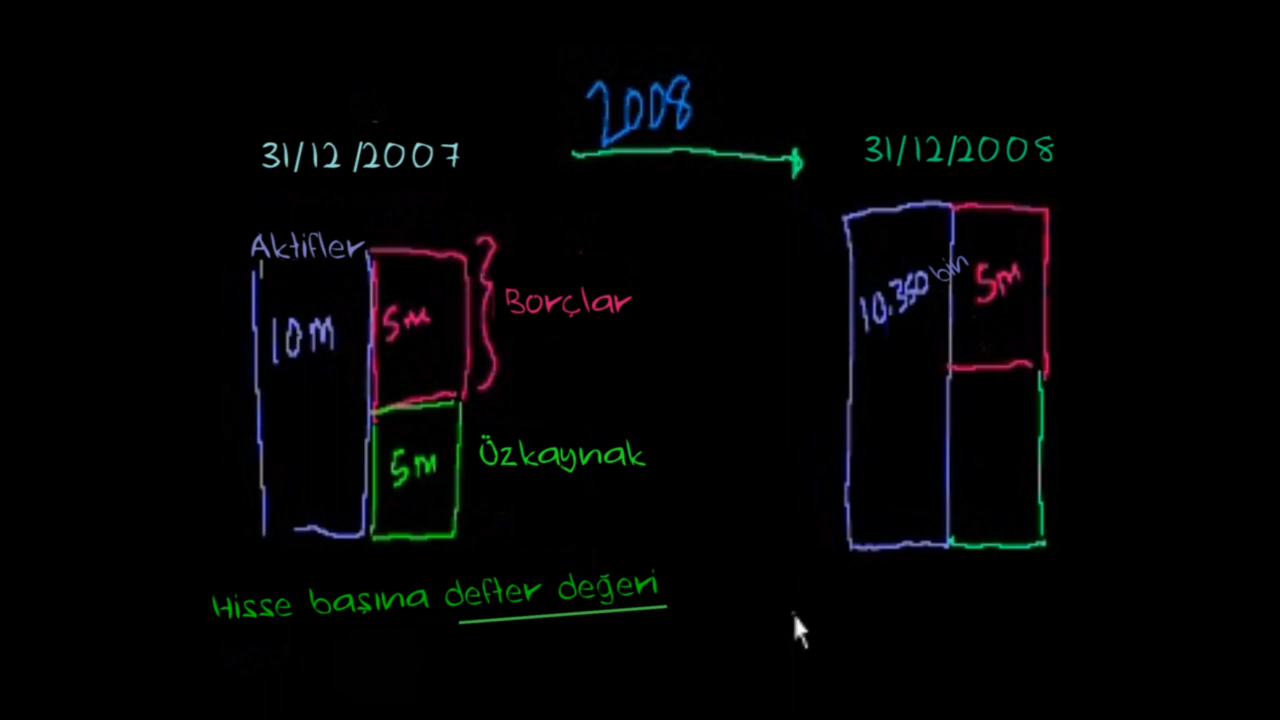 2008
31/12/2007
31/12/2008
Aktifler
10M
5M
Borçlar
10.350 bin
5M
5M
Özkaynak
Hisse başına defter değeri